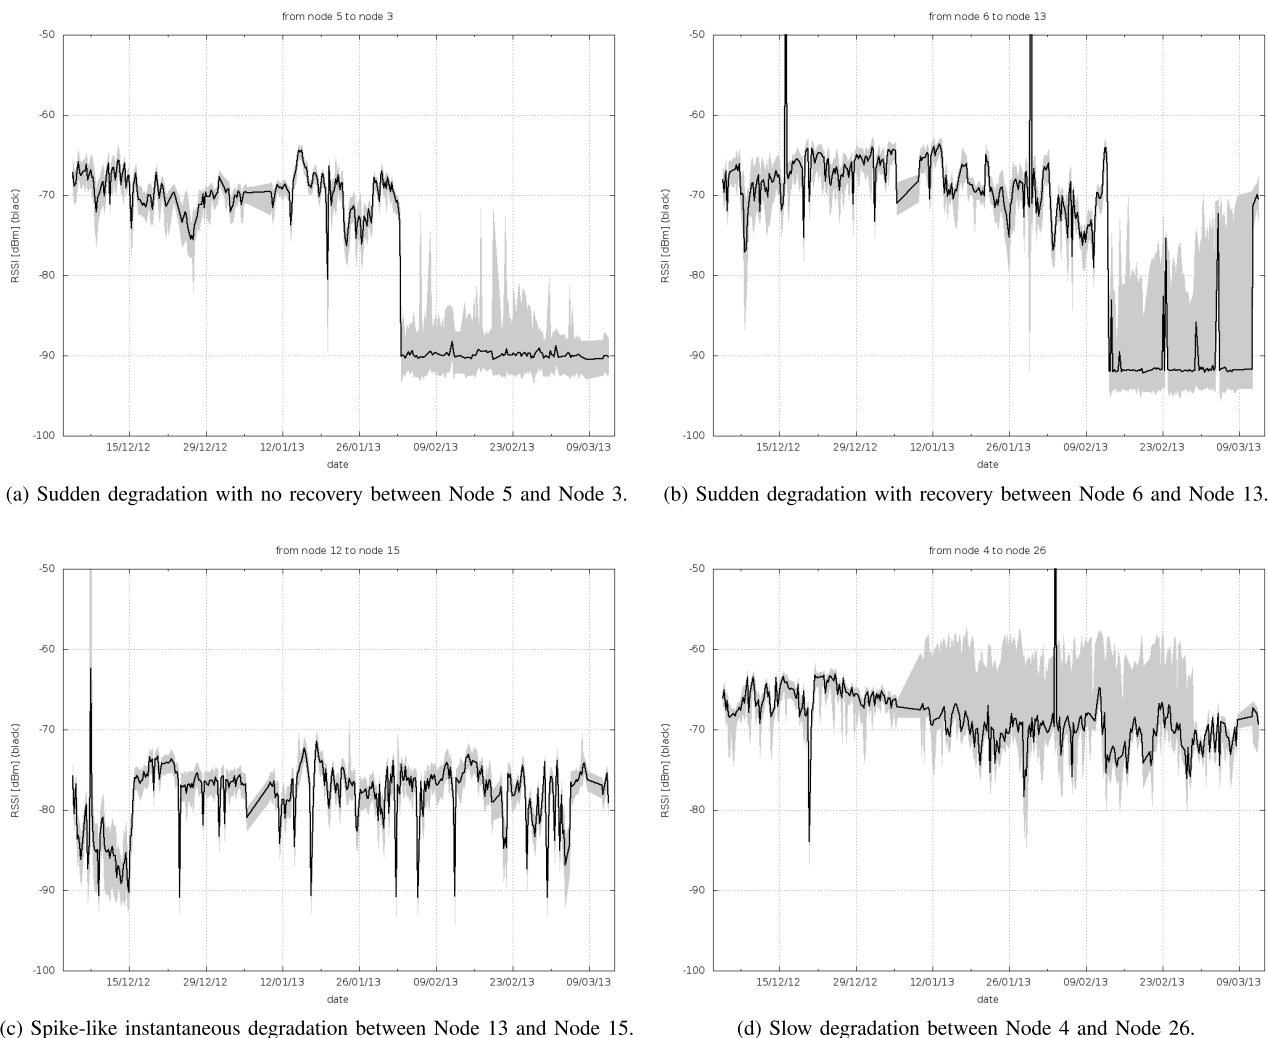 from node 5 to node 3
-50
-60
-70
-80
-90
-100
RSSI [dBm] (black)
15/12/12 29/12/12 12/01/13 26/01/13 09/02/13 23/02/13 09/03/13
date
(a) Sudden degradation with no recovery between Node 5 and Node 3.
from node 6 to node 13
-50
-60
-70
-80
-90
-100
RSSI [dBm] (black)
15/12/12 29/12/12 12/01/13 26/01/13 09/02/13 23/02/13 09/03/13
date
(b) Sudden degradation with recovery between Node 6 and Node 13.
from node 12 to node 15
-50
-60
-70
-80
-90
-100
RSSI [dBm] (black)
15/12/12 29/12/12 12/01/13 26/01/13 09/02/13 23/02/13 09/03/13
date
(c) Spike-like instantaneous degradation between Node 13 and Node 15.
from node 4 to node 26
-50
-60
-70
-80
-90
-100
RSSI [dBm] (black)
15/12/12 29/12/12 12/01/13 26/01/13 09/02/13 23/02/13 09/03/13
date
(d) Slow degradation between Node 4 and Node 26.